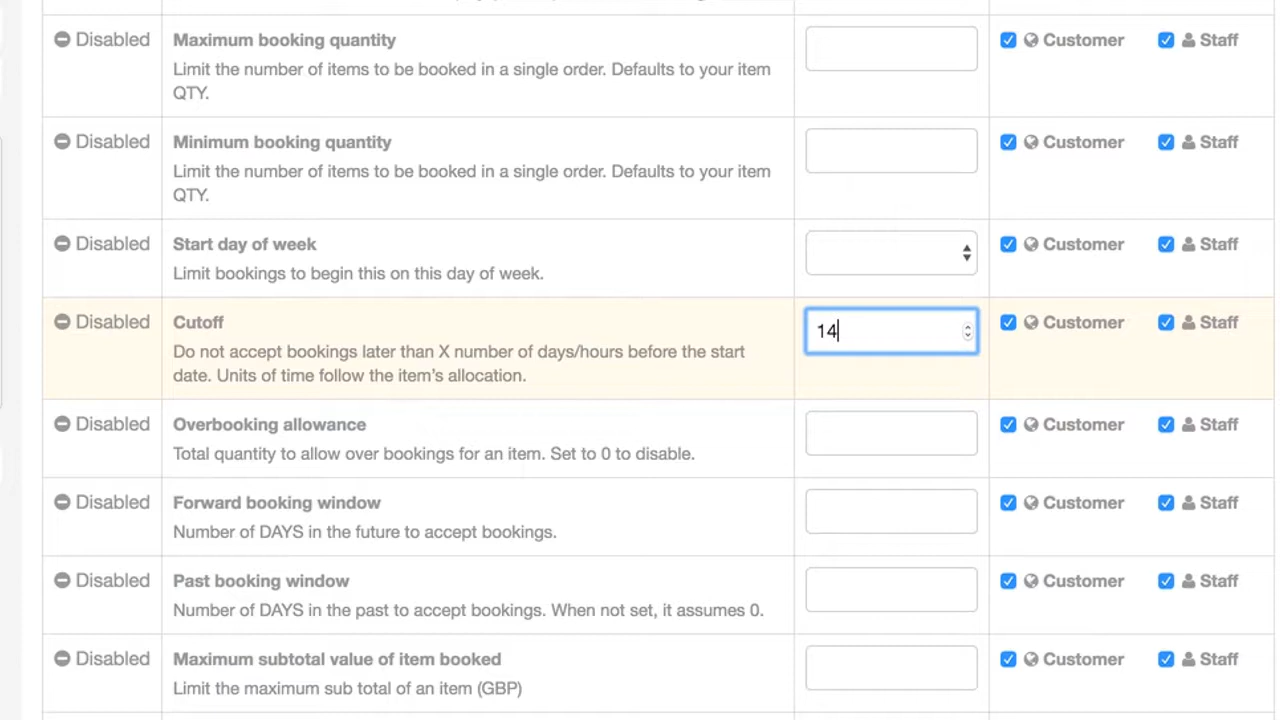 Disabled Maximum booking quantity Customer Staff
Limit the number of items to be booked in a single order. Defaults to your item
QTY.
Disabled Minimum booking quantity Customer Staff
Limit the number of items to be booked in a single order. Defaults to your item
QTY.
Disabled Start day of week Customer Staff
Limit bookings to begin this on this day of week.
Disabled Cutoff 14 Customer Staff
Do not accept bookings later than X number of days/hours before the start
date. Units of time follow the item's allocation.
Disabled Overbooking allowance Customer Staff
Total quantity to allow over bookings for an item. Set to 0 to disable.
Disabled Forward booking window Customer Staff
Number of DAYS in the future to accept bookings.
Disabled Past booking window Customer Staff
Number of DAYS in the past to accept bookings. When not set, it assumes 0.
Disabled Maximum subtotal value of item booked Customer Staff
Limit the maximum sub total of an item (GBP)